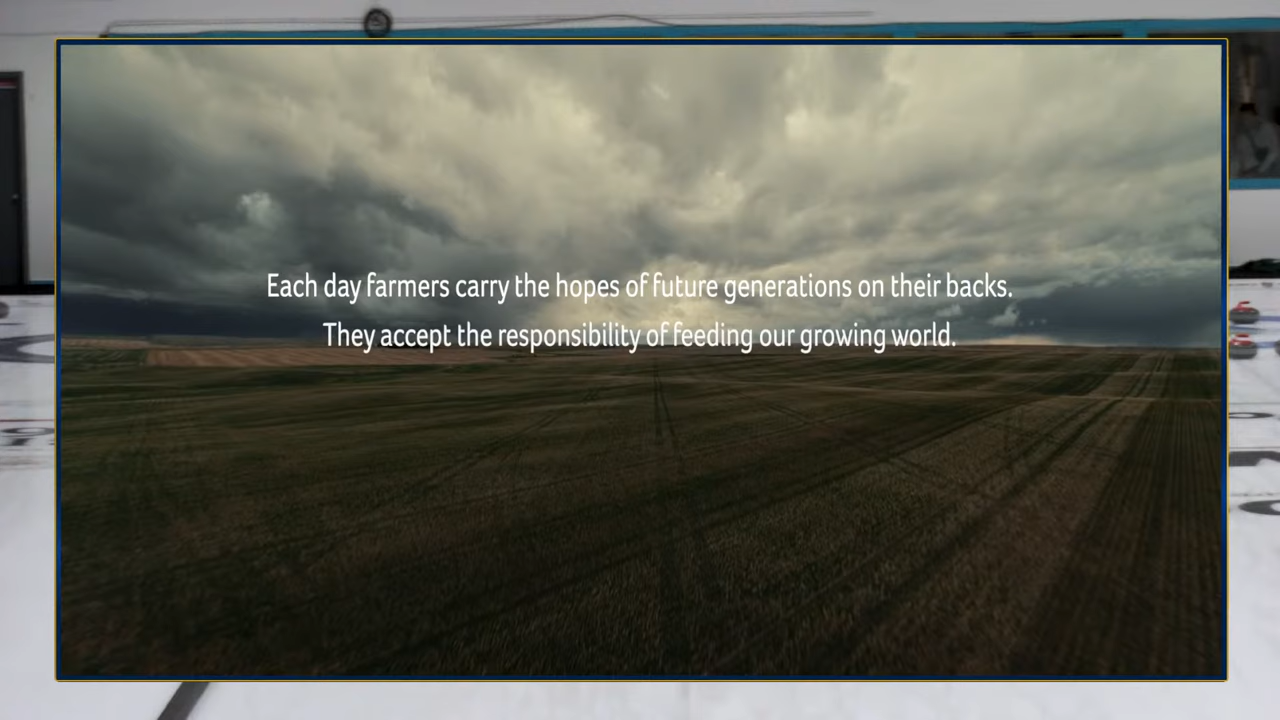 Each day farmers carry the hopes of future generations on their backs.
They accept the responsibility of feeding our growing world.